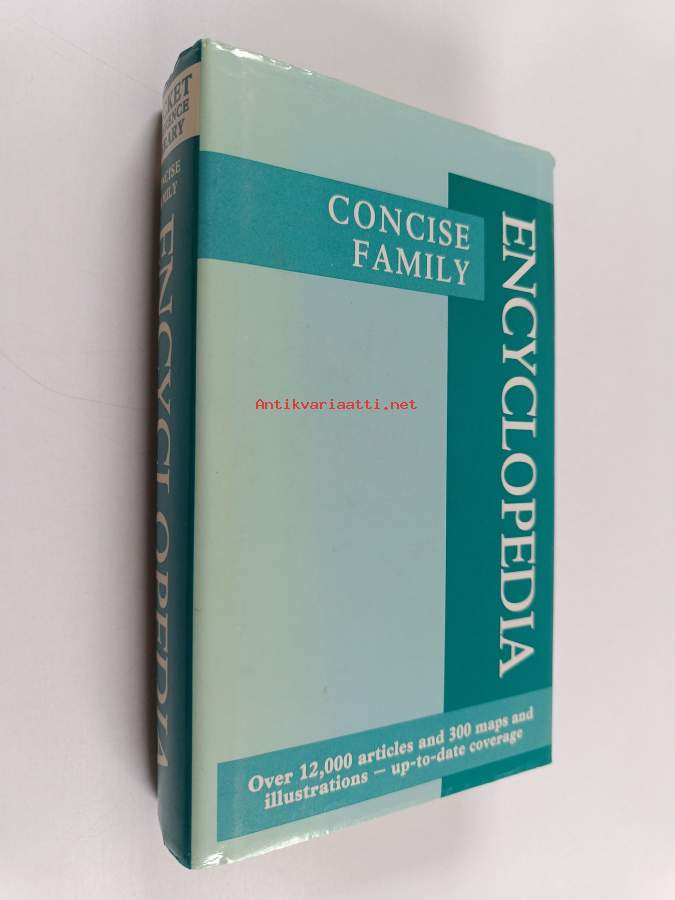 CONCISE
FAMILY
ENCYCLOPEDIA
Over 12,000 articles and 300 maps and
illustrations — up-to-date coverage
ENCYCLOPEDIA
Antikvariaatti.net